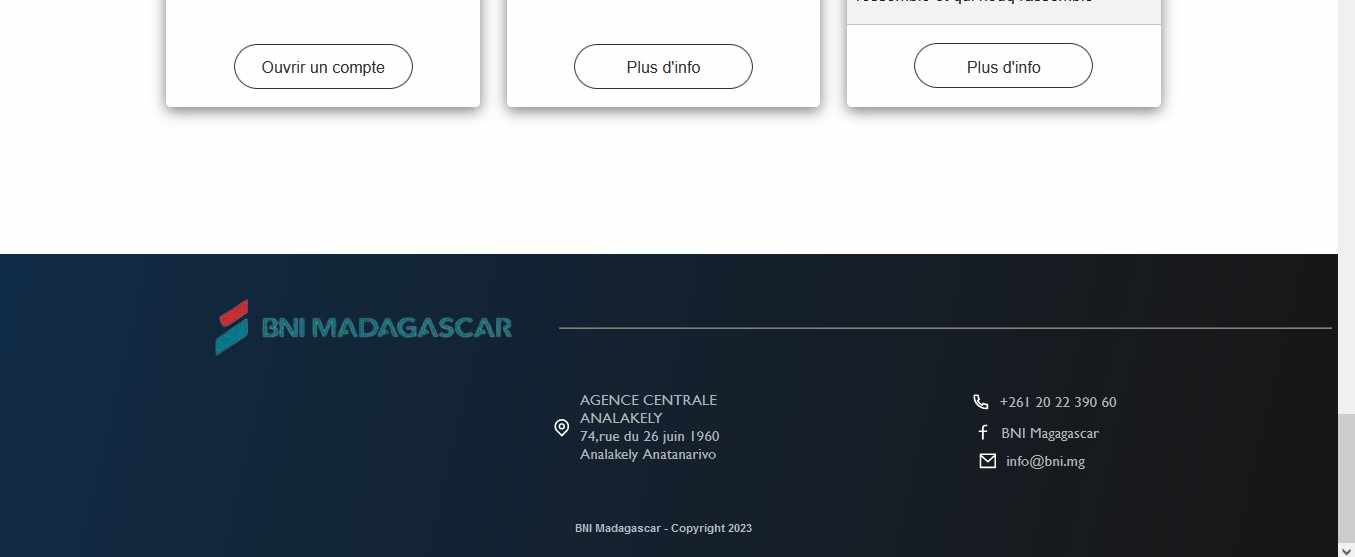 Ouvrir un compte
Plus d'info
Plus d'info
BNI MADAGASCAR
AGENCE CENTRALE
ANALAKELY
74,rue du 26 juin 1960
Analakely Anatanarivo
+261 20 22 390 60
BNI Magagascar
info@bni.mg
BNI Madagascar - Copyright 2023